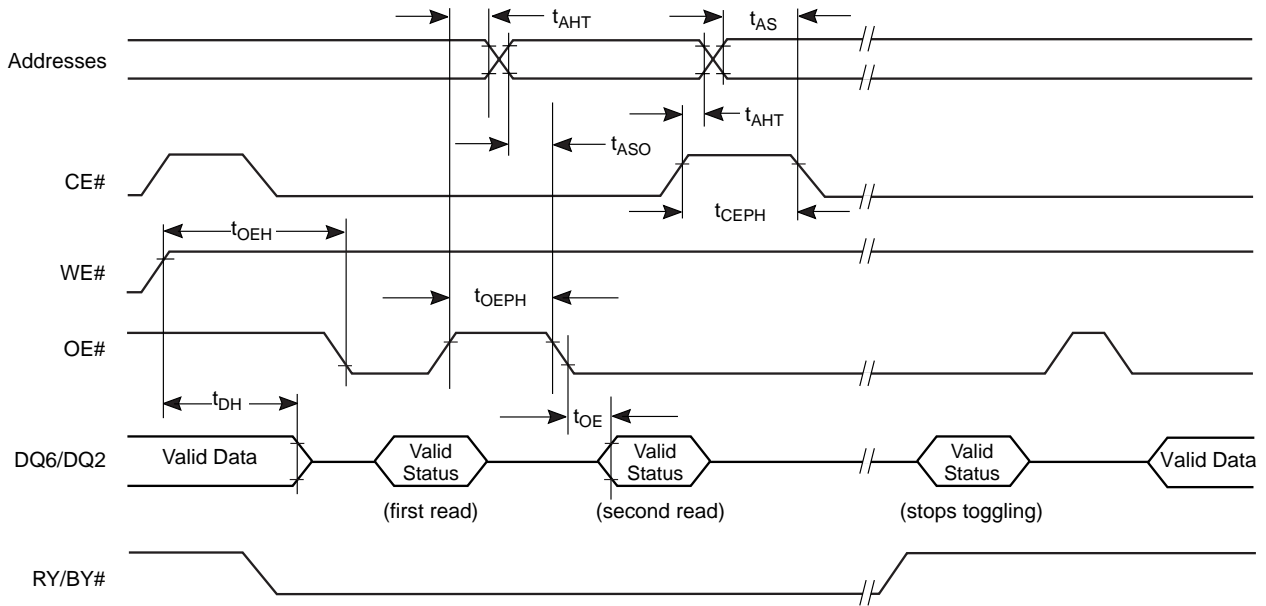 tAHT
tAS
Addresses
tAHT
tASO
CE#
tCEPH
tOEH
WE#
tOEPH
OE#
tDH
tOE
DQ6/DQ2
Valid Data
Valid
Status
Valid
Status
Valid
Status
Valid Data
(first read)
(second read)
(stops toggling)
RY/BY#